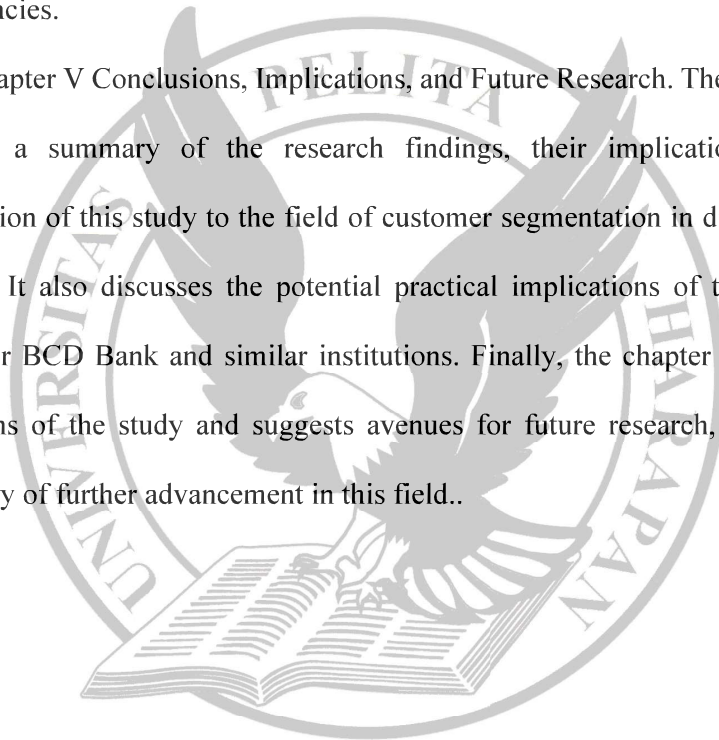 ncies.
apter V Conclusions, Implications, and Future Research. The
a summary of the research findings, their implicatio
ion of this study to the field of customer segmentation in d
It also discusses the potential practical implications of t
r BCD Bank and similar institutions. Finally, the chapter
ns of the study and suggests avenues for future research,
y of further advancement in this field..
UNIVERSITAS PELITA HARAPAN